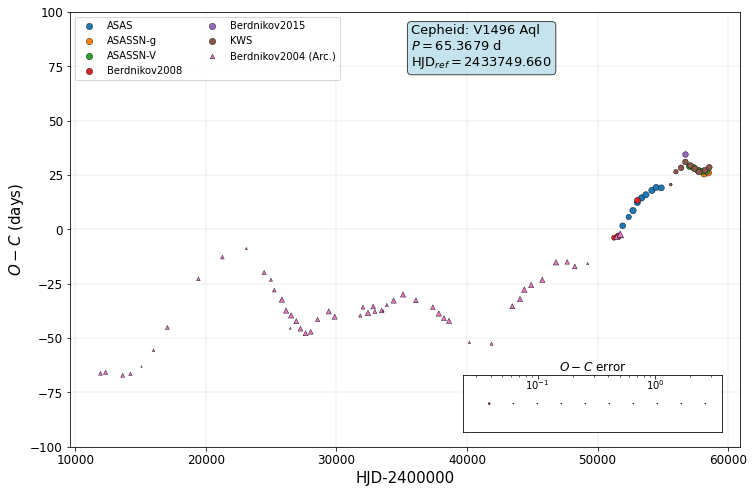 ASAS
ASASSN-g
ASASSN-V
Berdnikov2008
Berdnikov2015
KWS
Berdnikov2004 (Arc.)
Cepheid: V1496 Aql
P = 65.3679 d
HJD_ref = 2433749.660
100
75
50
25
0
−25
−50
−75
−100
O − C (days)
O − C error
10^−1 10^0
10000 20000 30000 40000 50000 60000
HJD-2400000